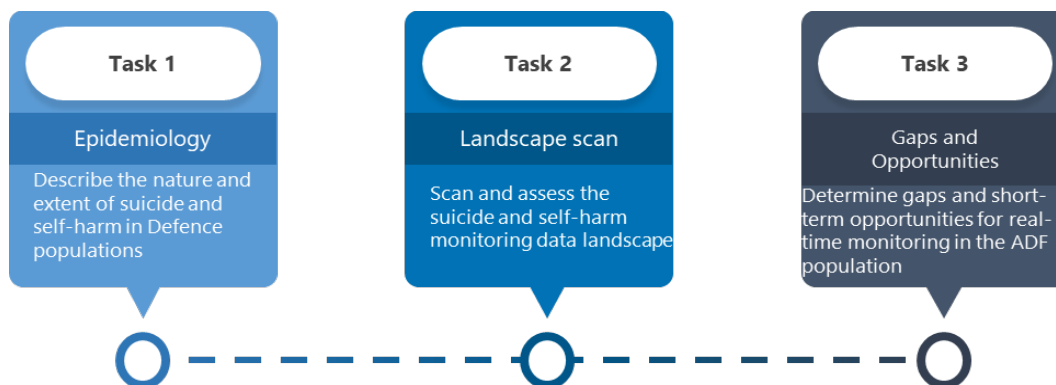 Task 1
Epidemiology
Describe the nature and
extent of suicide and
self-harm in Defence
populations
Task 2
Landscape scan
Scan and assess the
suicide and self-harm
monitoring data landscape
Task 3
Gaps and
Opportunities
Determine gaps and short-
term opportunities for real-
time monitoring in the ADF
population